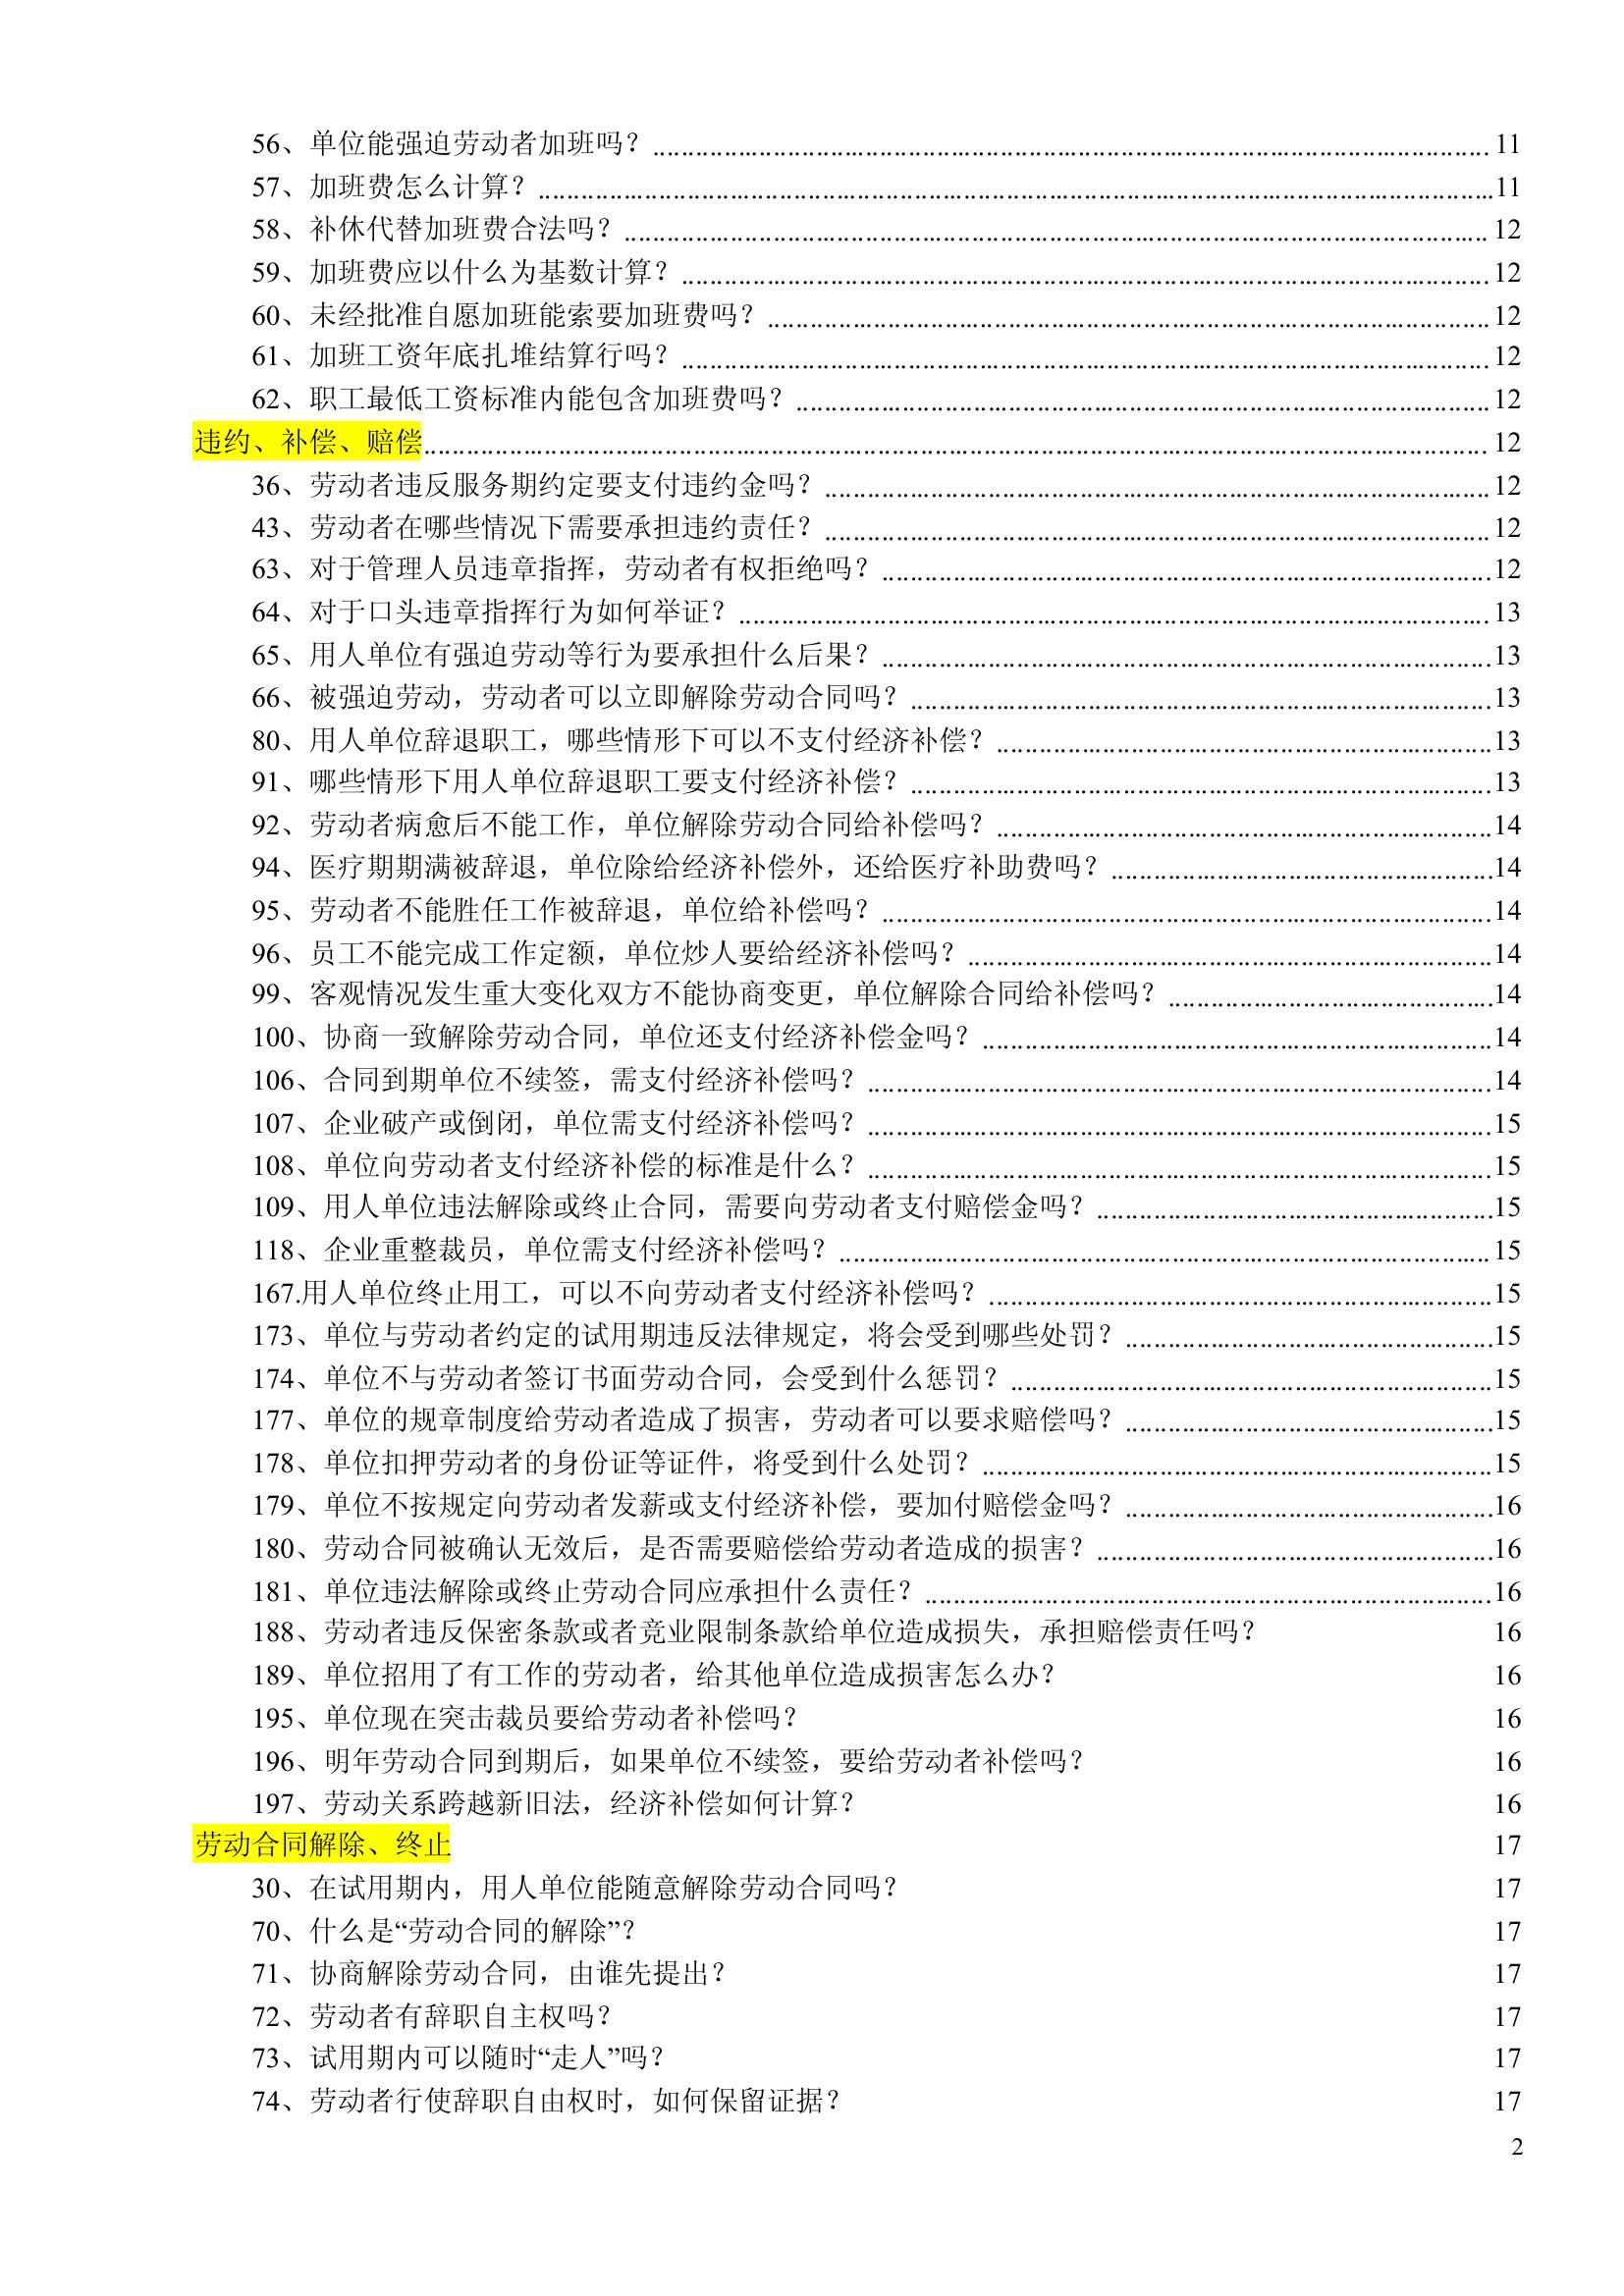 56、单位能强迫劳动者加班吗？ 11
57、加班费怎么计算？ 11
58、补休代替加班费合法吗？ 12
59、加班费应以什么为基数计算？ 12
60、未经批准自愿加班能索要加班费吗？ 12
61、加班工资年底扎堆结算行吗？ 12
62、职工最低工资标准内能包含加班费吗？ 12
违约、补偿、赔偿 12
36、劳动者违反服务期约定要支付违约金吗？ 12
43、劳动者在哪些情况下需要承担违约责任？ 12
63、对于管理人员违章指挥，劳动者有权拒绝吗？ 12
64、对于口头违章指挥行为如何举证？ 13
65、用人单位有强迫劳动等行为要承担什么后果？ 13
66、被强迫劳动，劳动者可以立即解除劳动合同吗？ 13
80、用人单位辞退职工，哪些情形下可以不支付经济补偿？ 13
91、哪些情形下用人单位辞退职工要支付经济补偿？ 13
92、劳动者病愈后不能工作，单位解除劳动合同给补偿吗？ 14
94、医疗期期满被辞退，单位除给经济补偿外，还给医疗补助费吗？ 14
95、劳动者不能胜任工作被辞退，单位给补偿吗？ 14
96、员工不能完成工作定额，单位炒人要给经济补偿吗？ 14
99、客观情况发生重大变化双方不能协商变更，单位解除合同给补偿吗？ 14
100、协商一致解除劳动合同，单位还支付经济补偿金吗？ 14
106、合同到期单位不续签，需支付经济补偿吗？ 14
107、企业破产或倒闭，单位需支付经济补偿吗？ 15
108、单位向劳动者支付经济补偿的标准是什么？ 15
109、用人单位违法解除或终止合同，需要向劳动者支付赔偿金吗？ 15
118、企业重整裁员，单位需支付经济补偿吗？ 15
167.用人单位终止用工，可以不向劳动者支付经济补偿吗？ 15
173、单位与劳动者约定的试用期违反法律规定，将会受到哪些处罚？ 15
174、单位不与劳动者签订书面劳动合同，会受到什么惩罚？ 15
177、单位的规章制度给劳动者造成了损害，劳动者可以要求赔偿吗？ 15
178、单位扣押劳动者的身份证等证件，将受到什么处罚？ 15
179、单位不按规定向劳动者发薪或支付经济补偿，要加付赔偿金吗？ 16
180、劳动合同被确认无效后，是否需要赔偿给劳动者造成的损害？ 16
181、单位违法解除或终止劳动合同应承担什么责任？ 16
188、劳动者违反保密条款或者竞业限制条款给单位造成损失，承担赔偿责任吗？ 16
189、单位招用了有工作的劳动者，给其他单位造成损害怎么办？ 16
195、单位现在突击裁员要给劳动者补偿吗？ 16
196、明年劳动合同到期后，如果单位不续签，要给劳动者补偿吗？ 16
197、劳动关系跨越新旧法，经济补偿如何计算？ 16
劳动合同解除、终止 17
30、在试用期内，用人单位能随意解除劳动合同吗？ 17
70、什么是“劳动合同的解除”？ 17
71、协商解除劳动合同，由谁先提出？ 17
72、劳动者有辞职自主权吗？ 17
73、试用期内可以随时“走人”吗？ 17
74、劳动者行使辞职自由权时，如何保留证据？ 17
2